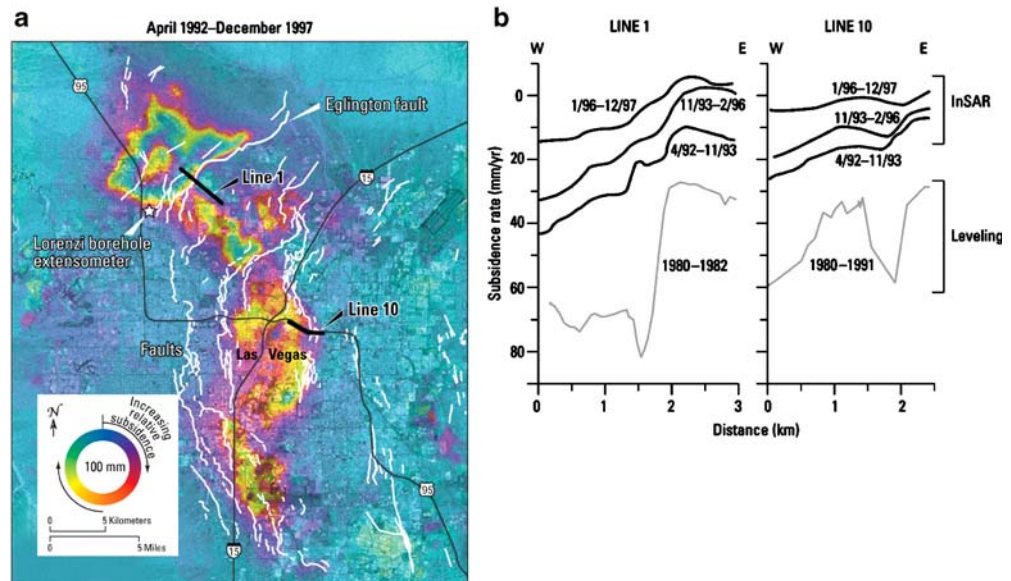 a
April 1992–December 1997
95
Eglington fault
Line 1
15
Lorenzi borehole
extensometer
Line 10
Faults
Las Vegas
N
Increasing
relative
subsidence
100 mm
0 5 Kilometers
0 5 Miles
95
15
b
LINE 1
W E
1/96–12/97
11/93–2/96
4/92–11/93
1980–1982
Subsidence rate (mm/yr)
0
20
40
60
80
0 1 2 3
LINE 10
W E
1/96–12/97
11/93–2/96
4/92–11/93
1980–1991
0 1 2
Distance (km)
InSAR
Leveling